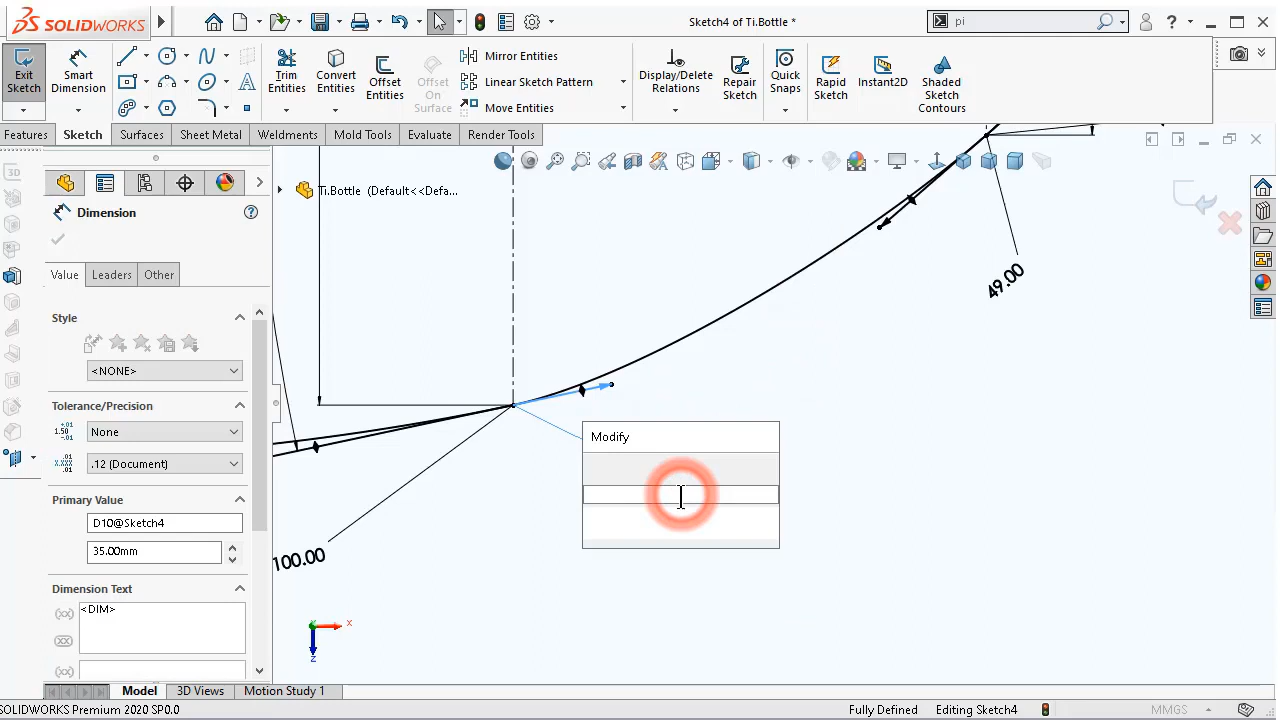 SOLIDWORKS
Sketch4 of Ti.Bottle *
pi
Exit Sketch
Smart Dimension
Trim Entities
Convert Entities
Offset Entities
Offset On Surface
Mirror Entities
Linear Sketch Pattern
Move Entities
Display/Delete Relations
Repair Sketch
Quick Snaps
Rapid Sketch
Instant2D
Shaded Sketch Contours
Features
Sketch
Surfaces
Sheet Metal
Weldments
Mold Tools
Evaluate
Render Tools
Ti.Bottle (Default<<Defa...
Dimension
Value
Leaders
Other
Style
<NONE>
Tolerance/Precision
None
.12 (Document)
Primary Value
D10@Sketch4
35.00mm
Dimension Text
<DIM>
49.00
Modify
100.00
x
z
Model
3D Views
Motion Study 1
SOLIDWORKS Premium 2020 SP0.0
Fully Defined
Editing Sketch4
MMGS